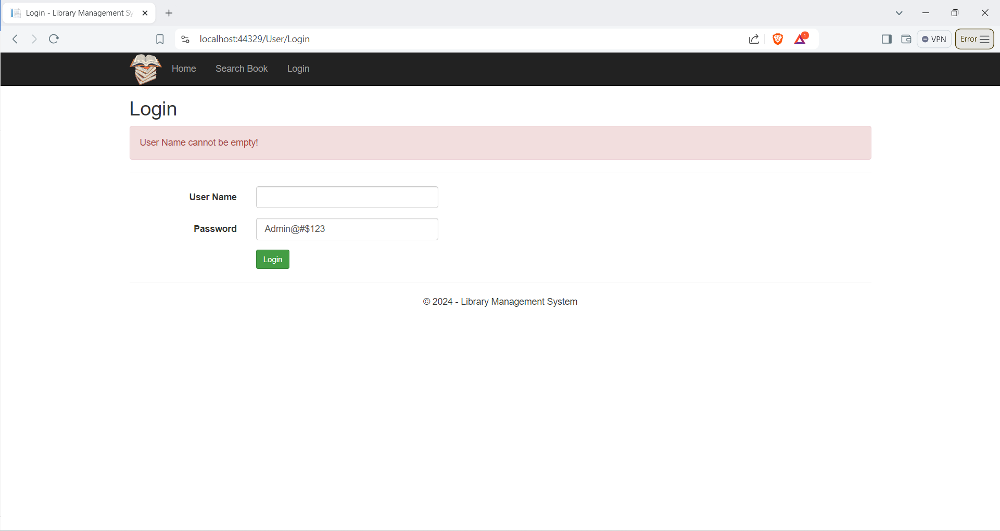 Login - Library Management Sy
localhost:44329/User/Login
1
VPN
Error
Home
Search Book
Login
Login
User Name cannot be empty!
User Name
Password
Admin@#$123
Login
© 2024 - Library Management System